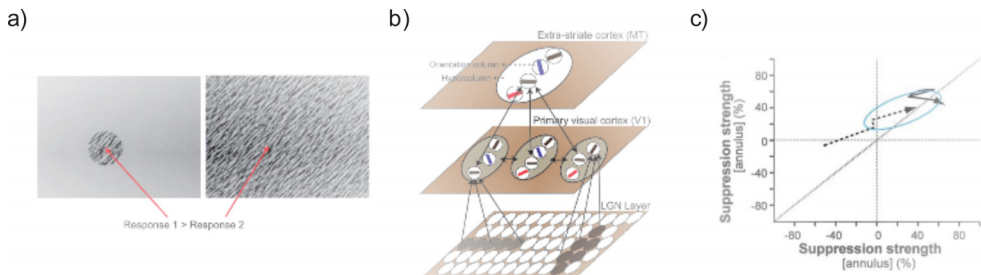 a)
Response 1 > Response 2
b)
Extra-striate cortex (MT)
Orientation column
Hypercolumn
Primary visual cortex (V1)
LGN Layer
c)
Suppression strength
[annulus] (%)
100
80
40
0
-40
-80
-80
-40
0
40
80
Suppression strength
[annulus] (%)